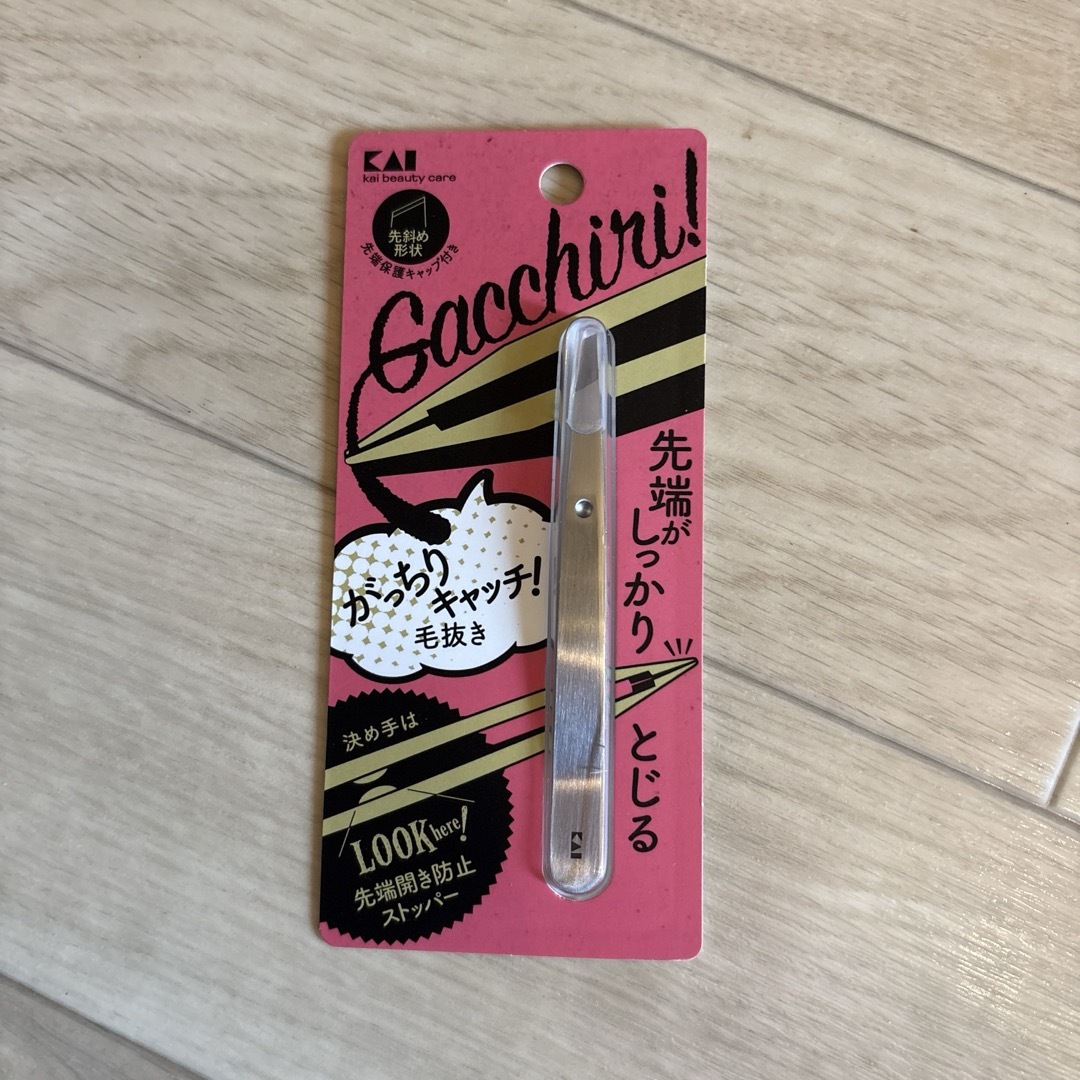 KAI
kai beauty care
先斜め
形状
先端保護キャップ付き
Gacchiri!
先端が
しっかり
とじる
がっちり
キャッチ!
毛抜き
決め手は
LOOK here!
先端開き防止
ストッパー
KAI